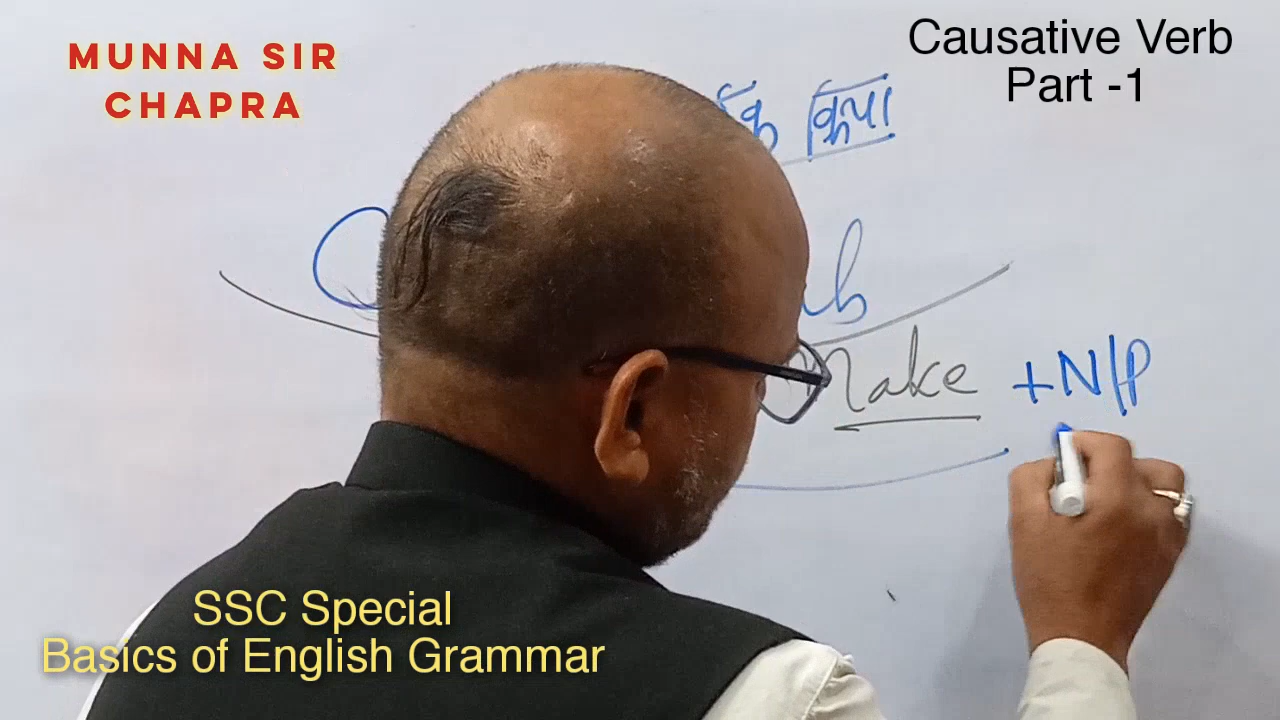 MUNNA SIR
CHAPRA
Causative Verb
Part -1
Make +N/P
SSC Special
Basics of English Grammar